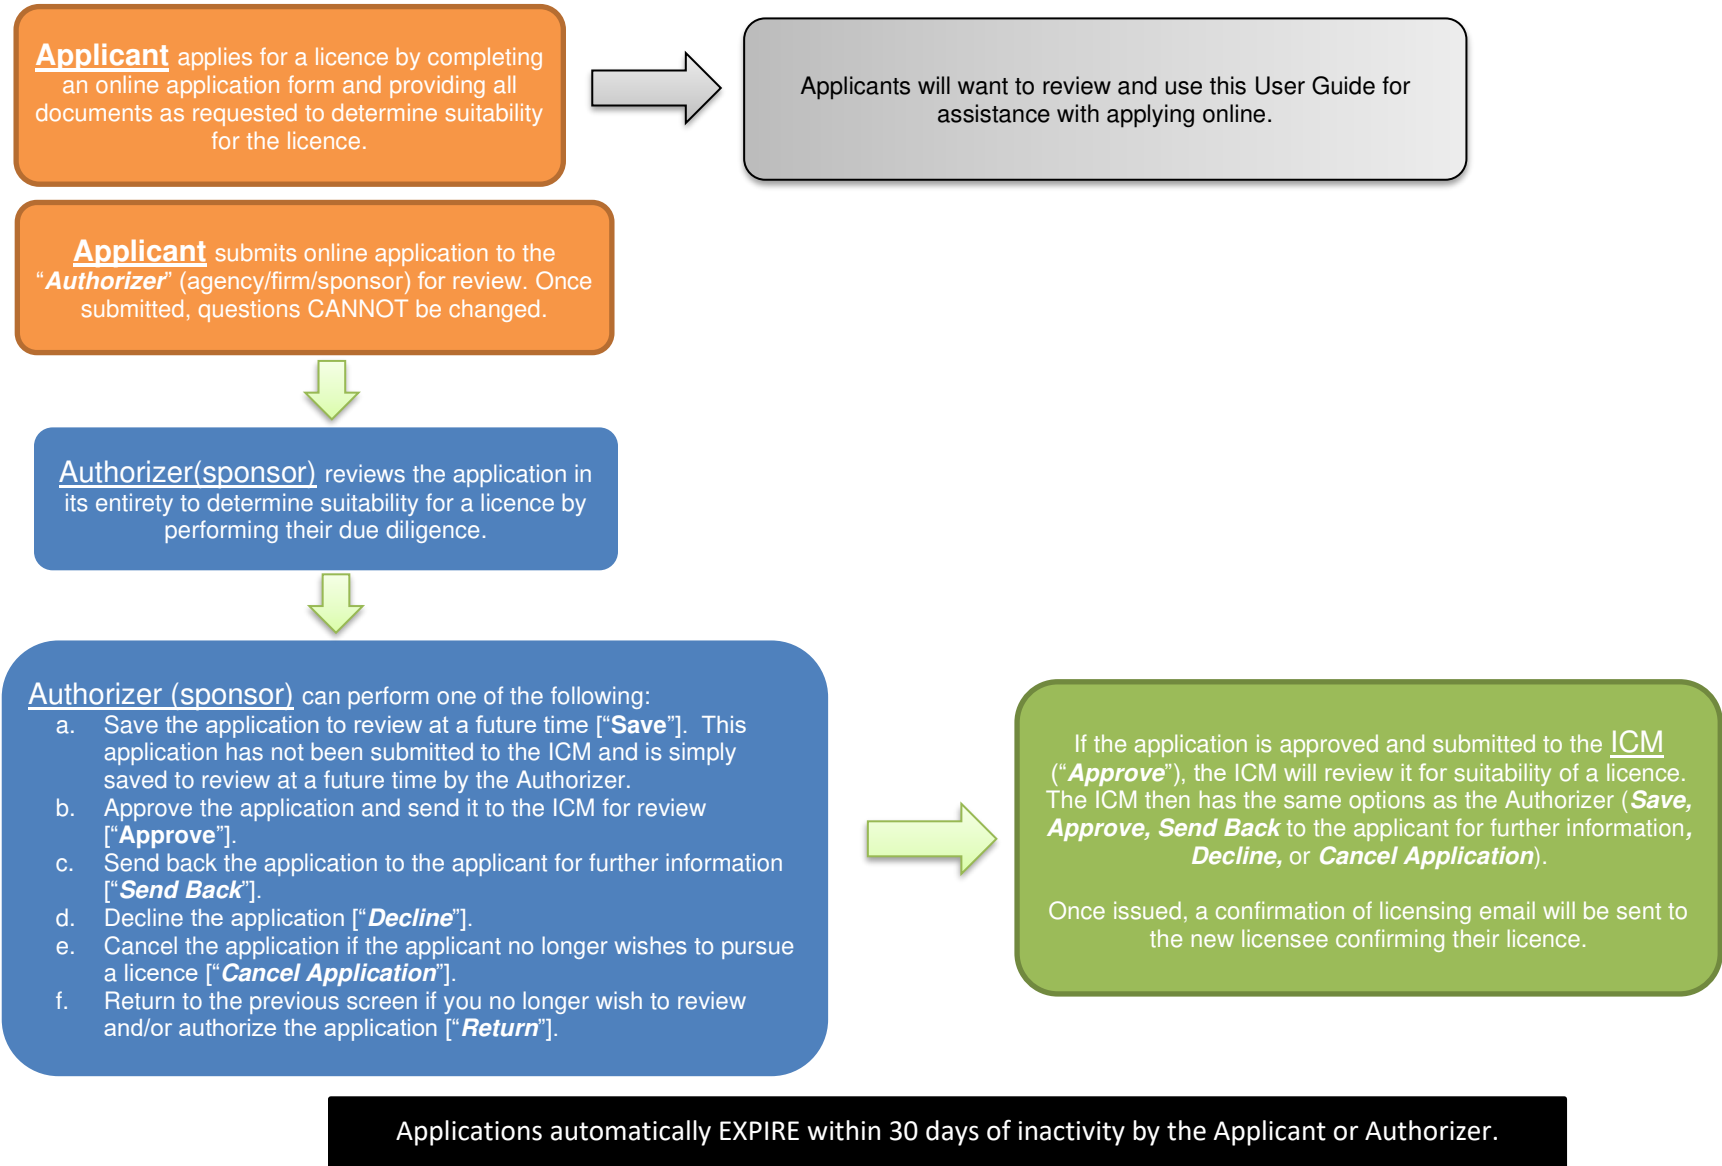 Applicant applies for a licence by completing
an online application form and providing all
documents as requested to determine suitability
for the licence.
Applicants will want to review and use this User Guide for
assistance with applying online.
Applicant submits online application to the
“Authorizer” (agency/firm/sponsor) for review. Once
submitted, questions CANNOT be changed.
Authorizer(sponsor) reviews the application in
its entirety to determine suitability for a licence by
performing their due diligence.
Authorizer (sponsor) can perform one of the following:
a. Save the application to review at a future time [“Save”]. This
application has not been submitted to the ICM and is simply
saved to review at a future time by the Authorizer.
b. Approve the application and send it to the ICM for review
[“Approve”].
c. Send back the application to the applicant for further information
[“Send Back”].
d. Decline the application [“Decline”].
e. Cancel the application if the applicant no longer wishes to pursue
a licence [“Cancel Application”].
f. Return to the previous screen if you no longer wish to review
and/or authorize the application [“Return”].
If the application is approved and submitted to the ICM
(“Approve”), the ICM will review it for suitability of a licence.
The ICM then has the same options as the Authorizer (Save,
Approve, Send Back to the applicant for further information,
Decline, or Cancel Application).
Once issued, a confirmation of licensing email will be sent to
the new licensee confirming their licence.
Applications automatically EXPIRE within 30 days of inactivity by the Applicant or Authorizer.